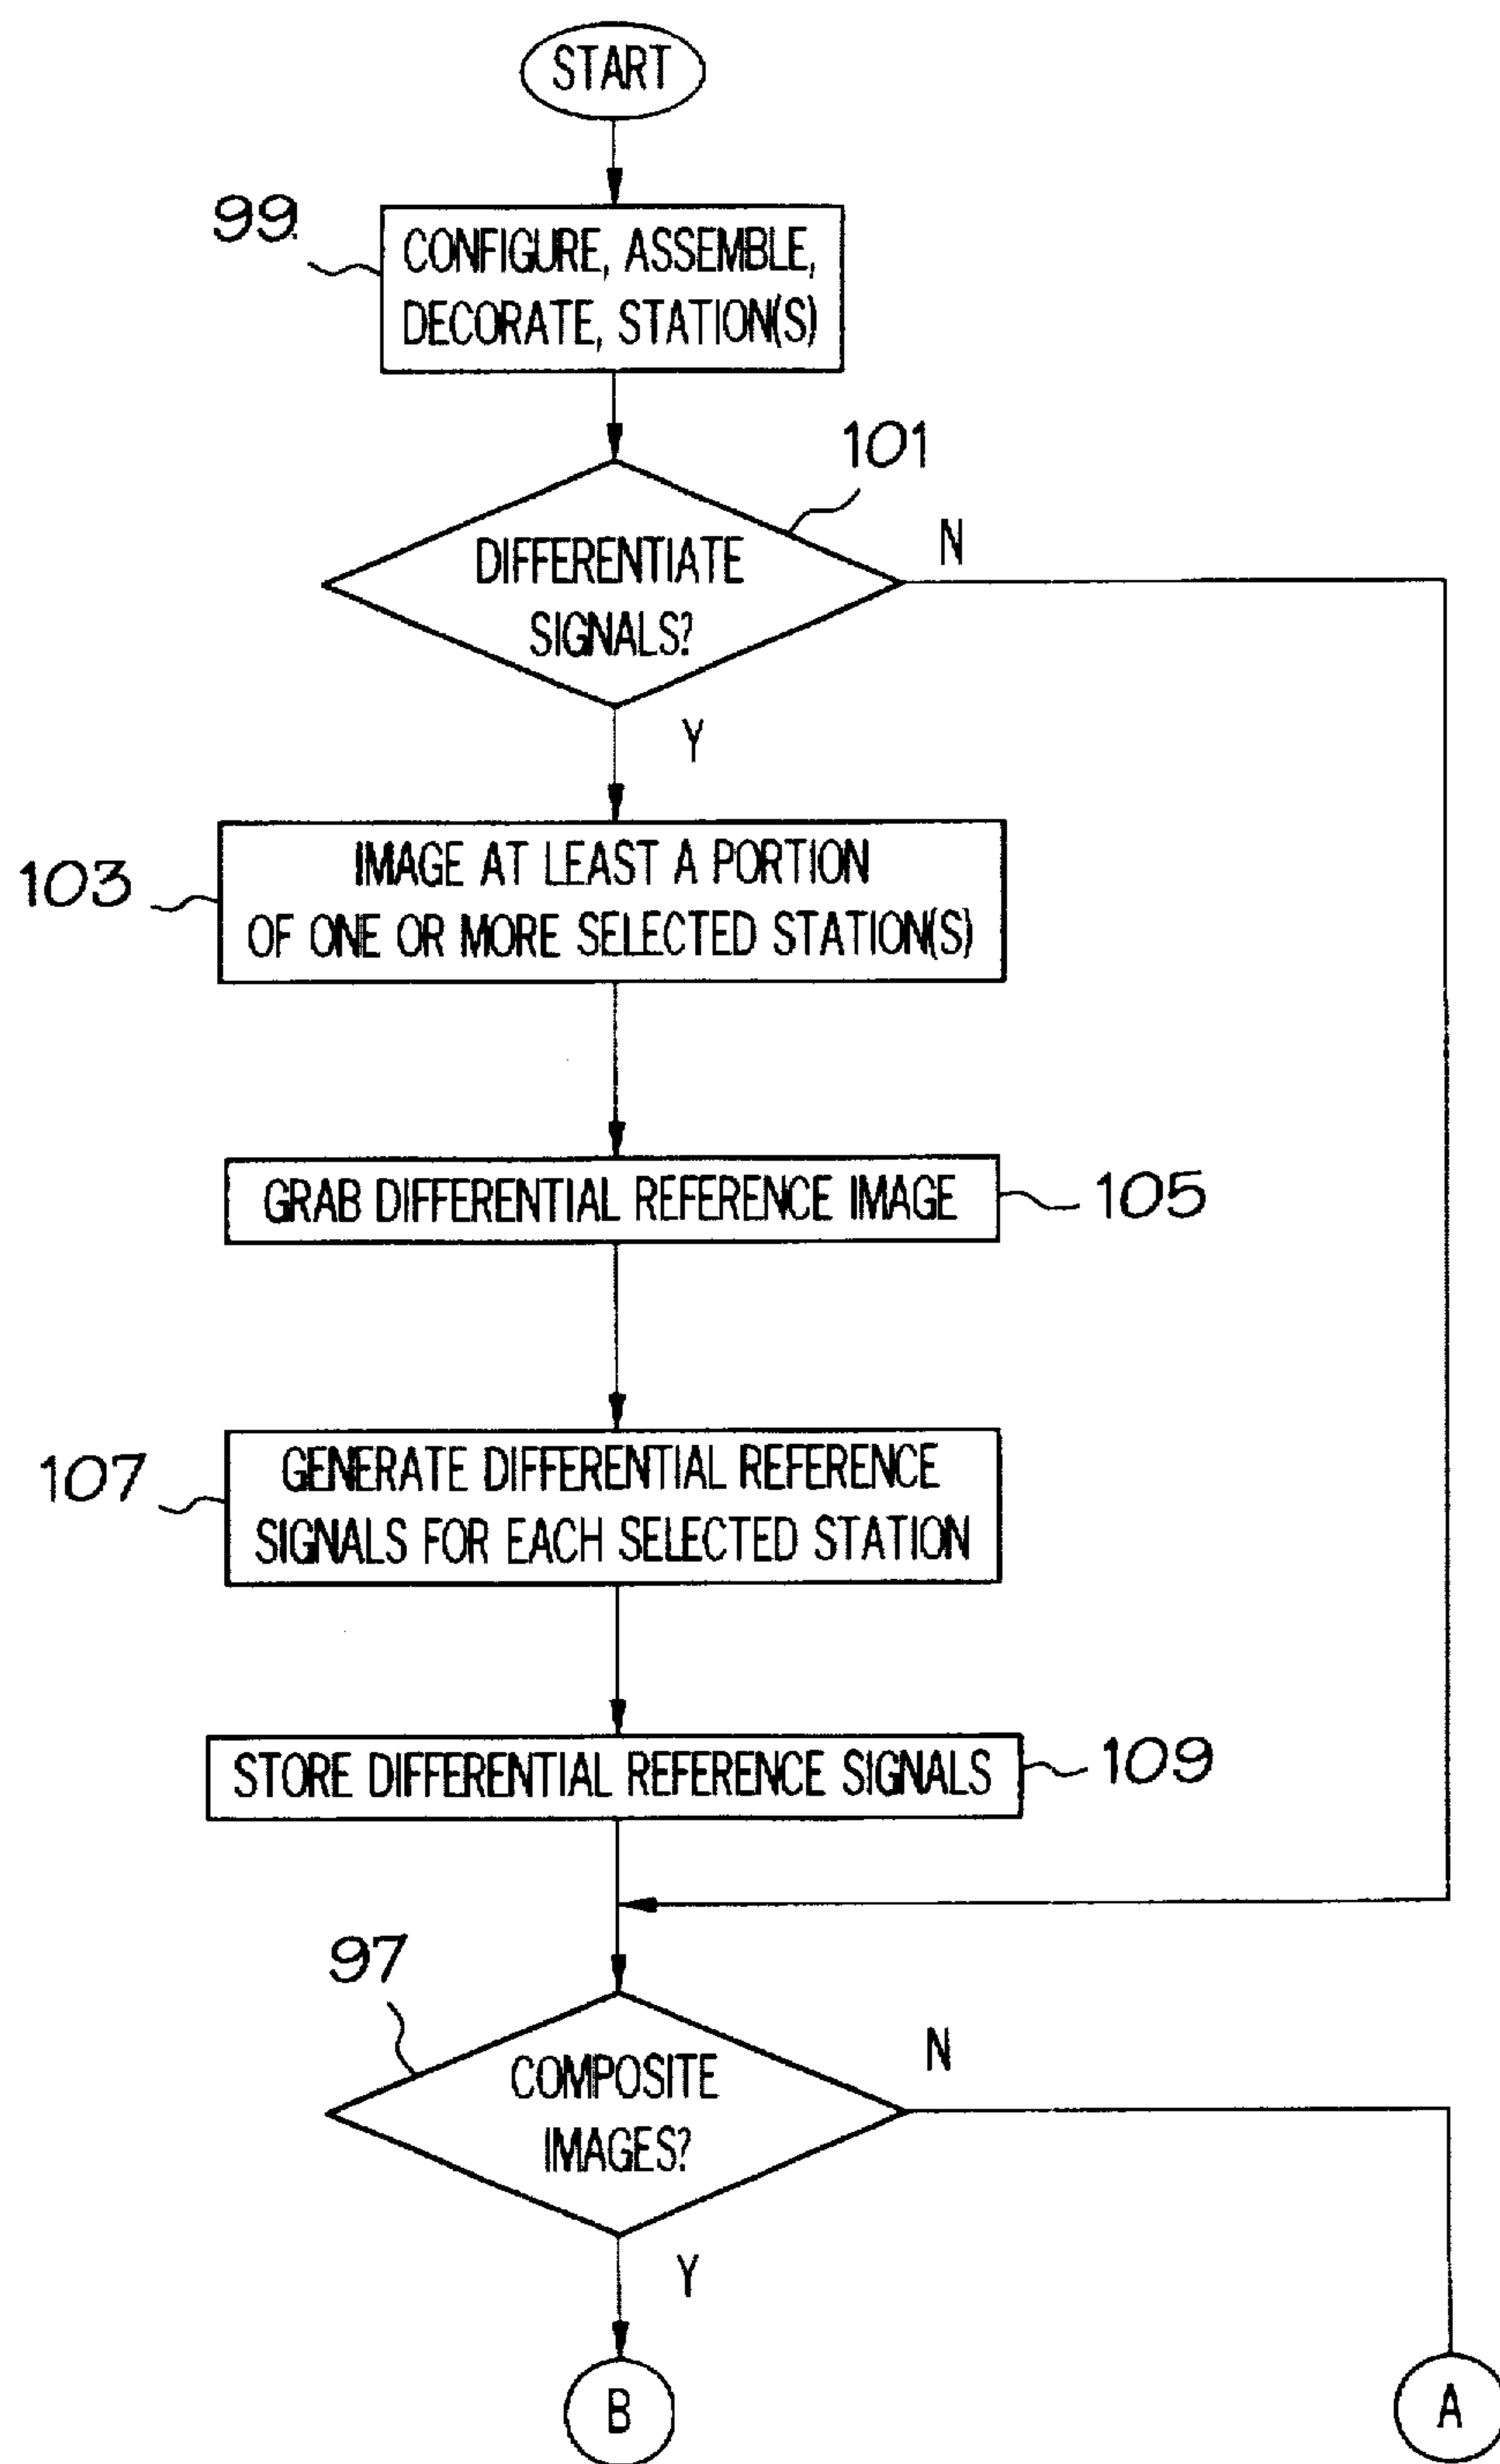 START
99
CONFIGURE, ASSEMBLE,
DECORATE, STATION(S)
101
DIFFERENTIATE
SIGNALS?
N
Y
103
IMAGE AT LEAST A PORTION
OF ONE OR MORE SELECTED STATION(S)
GRAB DIFFERENTIAL REFERENCE IMAGE
105
107
GENERATE DIFFERENTIAL REFERENCE
SIGNALS FOR EACH SELECTED STATION
STORE DIFFERENTIAL REFERENCE SIGNALS
109
97
COMPOSITE
IMAGES?
N
Y
B
A